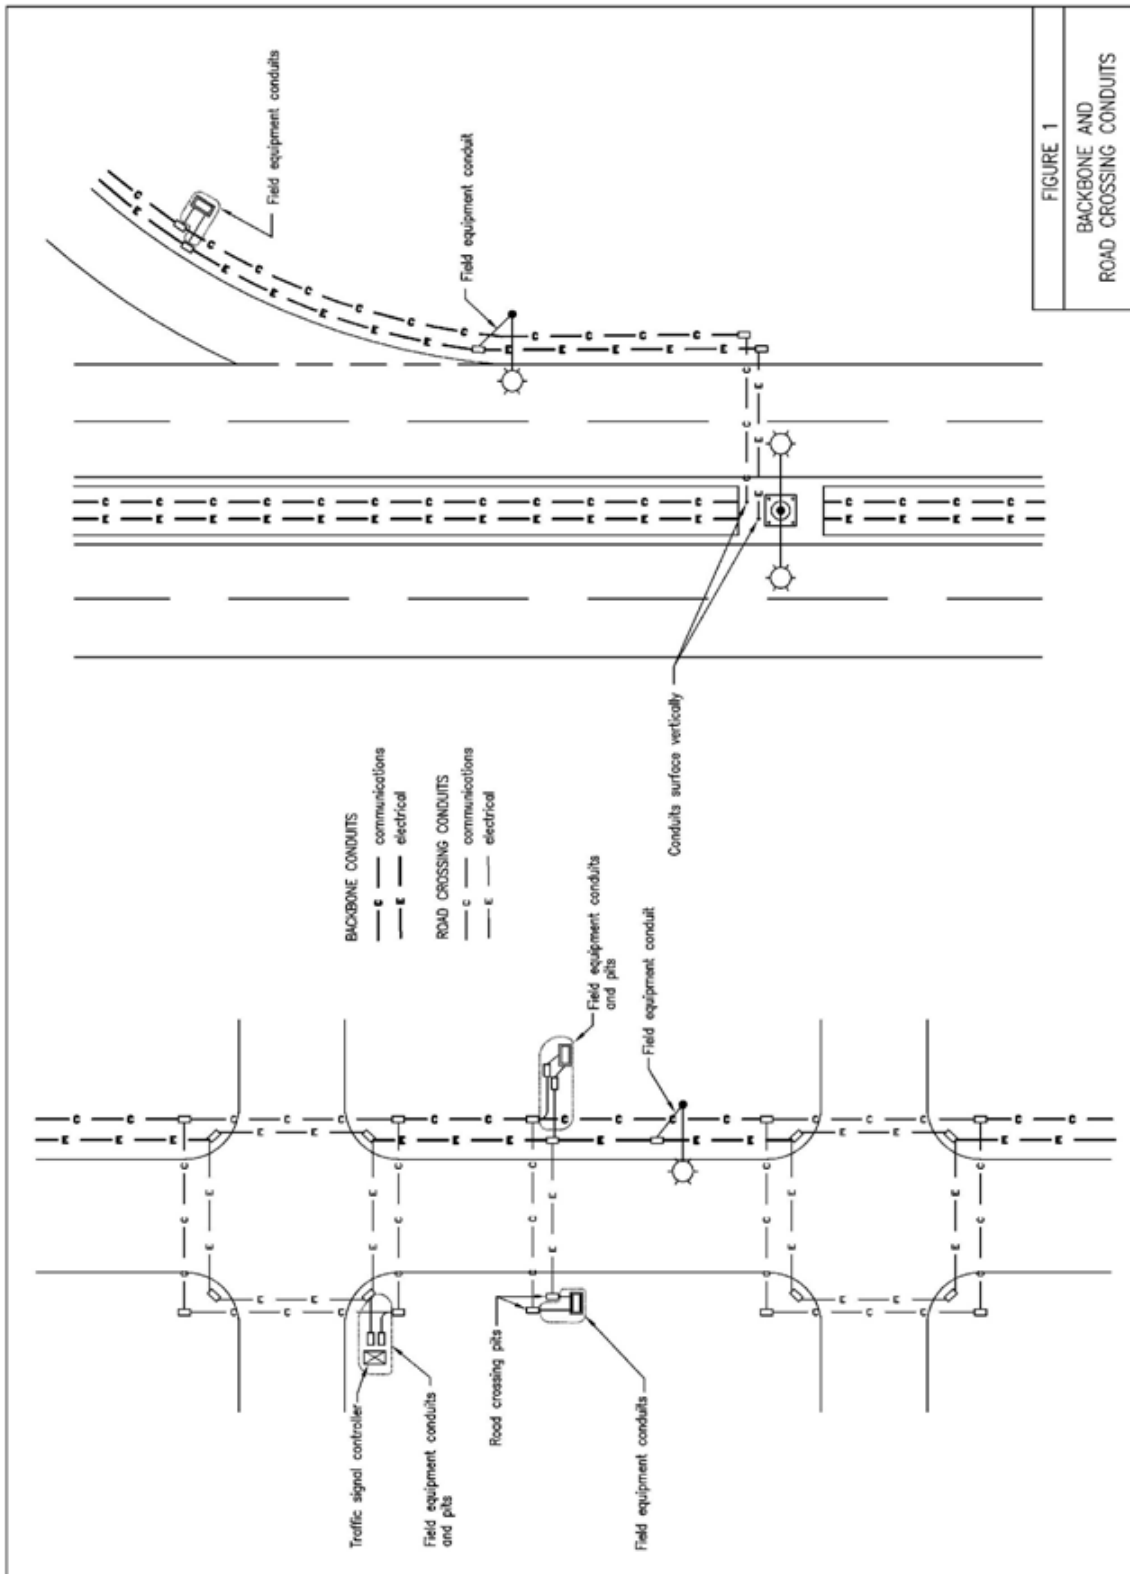 Field equipment conduits
Field equipment conduit
Conduits surface vertically
BACKBONE CONDUITS
C communications
E electrical
ROAD CROSSING CONDUITS
C communications
E electrical
Field equipment conduits
and pits
Field equipment conduit
Traffic signal controller
Field equipment conduits
and pits
Road crossing pits
Field equipment conduits
FIGURE 1
BACKBONE AND
ROAD CROSSING CONDUITS